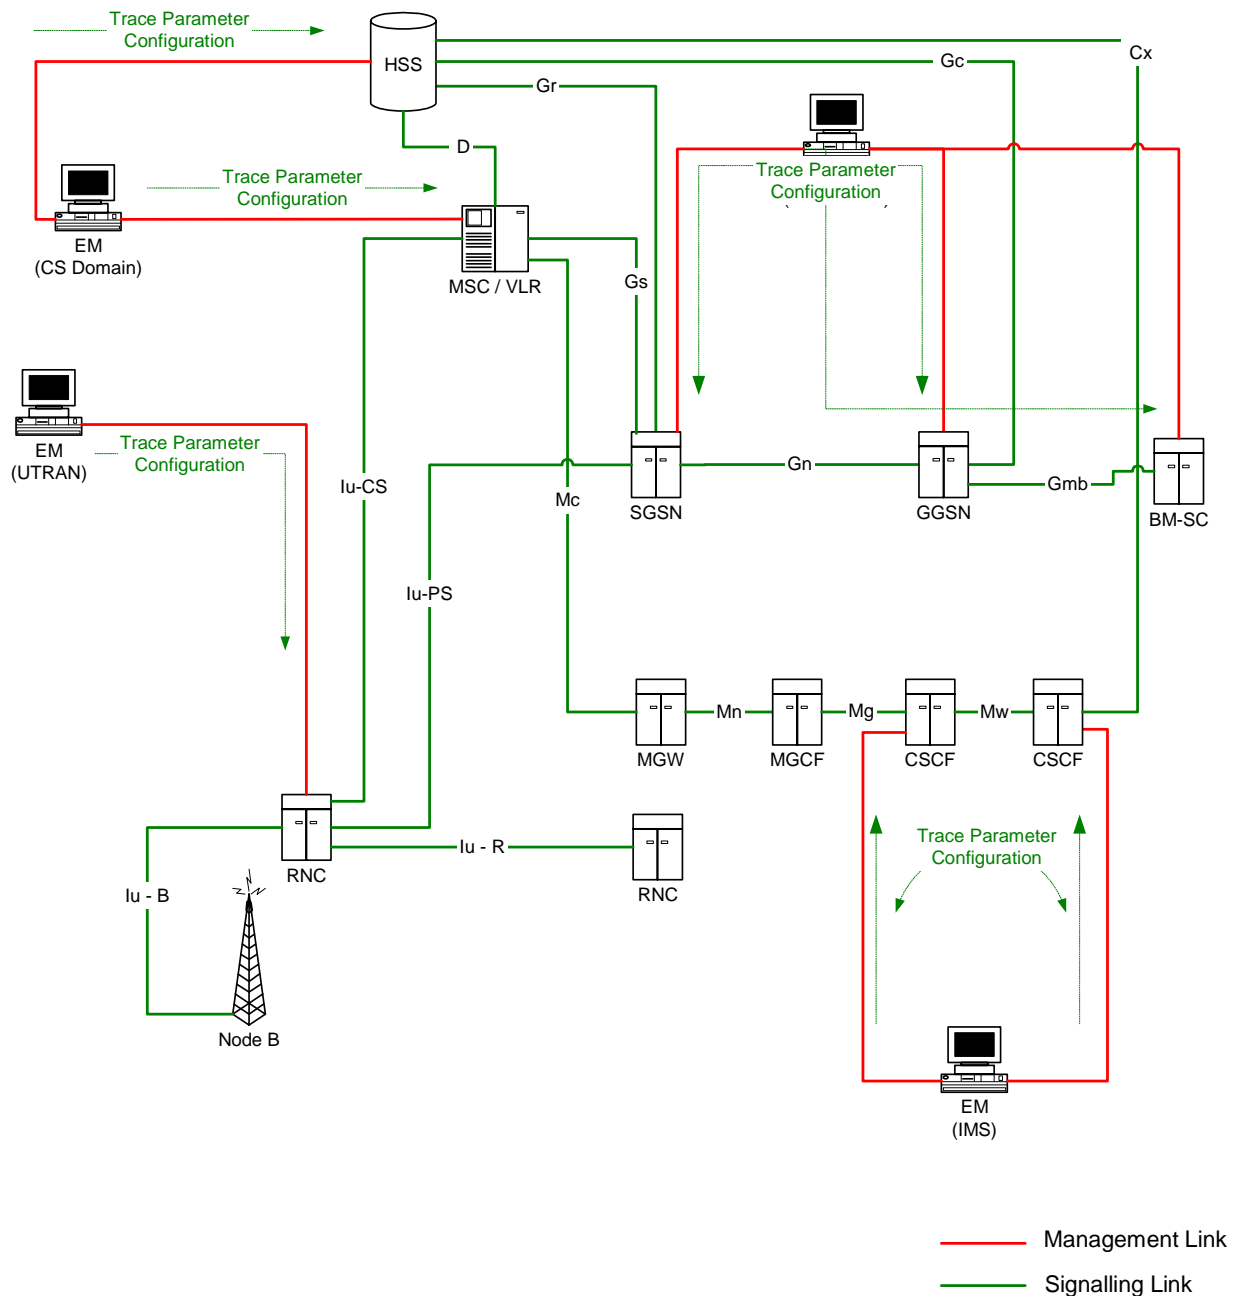 Trace Parameter
Configuration
HSS
Cx
Gc
Gr
D
Trace Parameter
Configuration
Trace Parameter
Configuration
EM
(CS Domain)
MSC / VLR
Gs
EM
(UTRAN)
Trace Parameter
Configuration
Iu-CS
Mc
SGSN
Gn
GGSN
Gmb
BM-SC
Iu-PS
Mn
Mg
Mw
MGW
MGCF
CSCF
CSCF
Iu - R
RNC
RNC
Trace Parameter
Configuration
Iu - B
Node B
EM
(IMS)
Management Link
Signalling Link